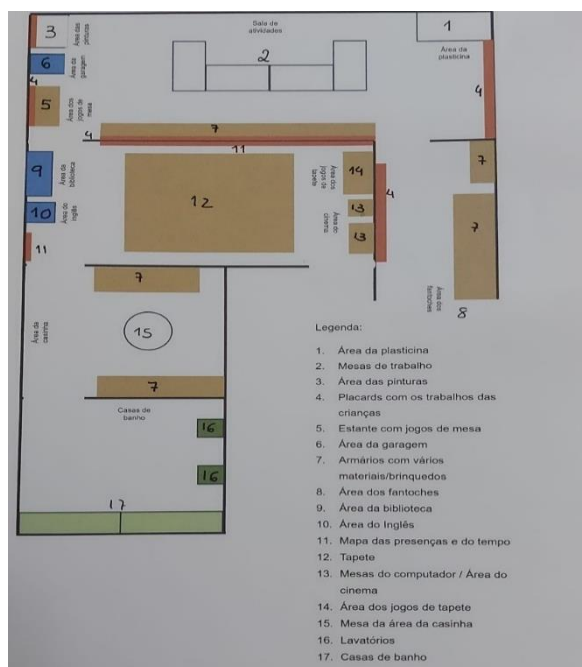 Sala de
atividades
1
Área da
plasticina
2
3
Área das
pinturas
6
Área da
garagem
4
5
Área dos
jogos de
mesa
4
4
7
11
9
Área da
biblioteca
10
Área do
inglês
11
12
14
Área dos
jogos de
tapete
13
13
Área do
cinema
4
7
7
Área dos
fantoches
8
7
Área da
casinha
15
7
Casas de
banho
16
16
17
Legenda:
1. Área da plasticina
2. Mesas de trabalho
3. Área das pinturas
4. Placards com os trabalhos das
crianças
5. Estante com jogos de mesa
6. Área da garagem
7. Armários com vários
materiais/brinquedos
8. Área dos fantoches
9. Área da biblioteca
10. Área do Inglês
11. Mapa das presenças e do tempo
12. Tapete
13. Mesas do computador / Área do
cinema
14. Área dos jogos de tapete
15. Mesa da área da casinha
16. Lavatórios
17. Casas de banho